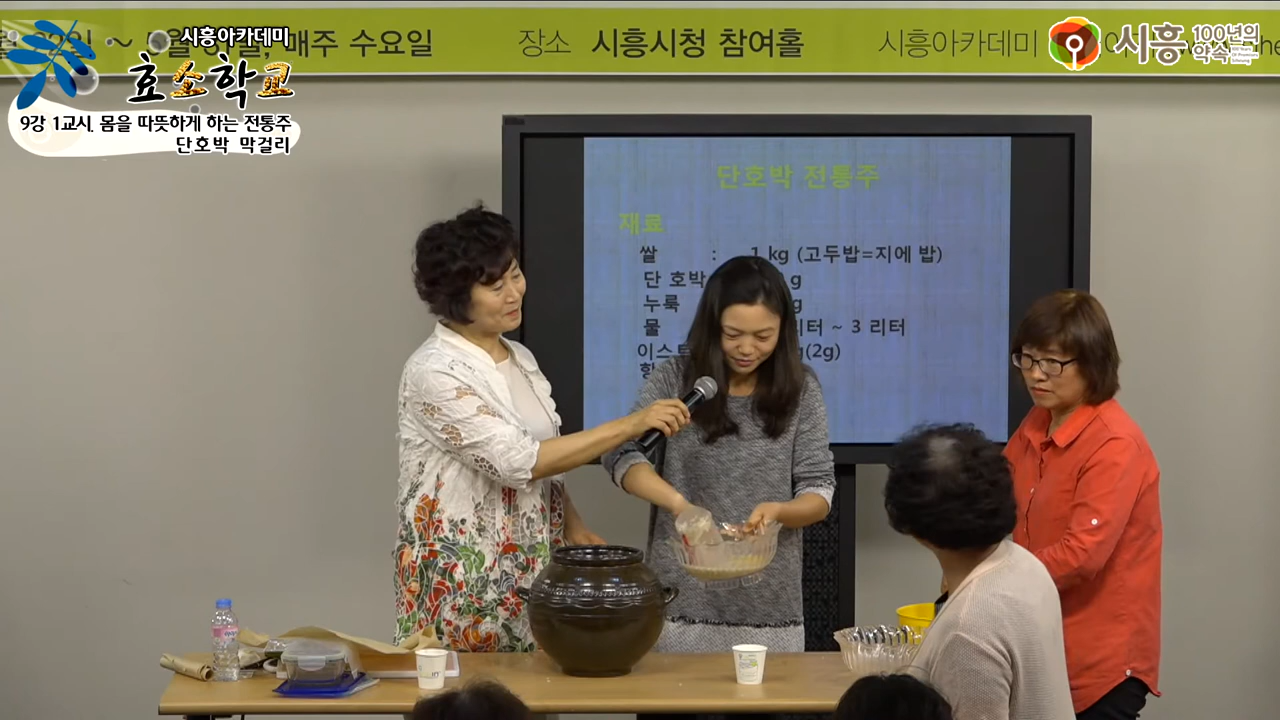 매주 수요일 장소 시흥시청 참여홀 시흥아카데미
시흥 100년의 약속
시흥아카데미
효소학교
9강 1교시. 몸을 따뜻하게 하는 전통주
단호박 막걸리
단호박 전통주
재료
쌀 : 1 kg (고두밥=지에 밥)
단 호박 g
누룩 g
물 리터 ~ 3 리터
이스트 (2g)